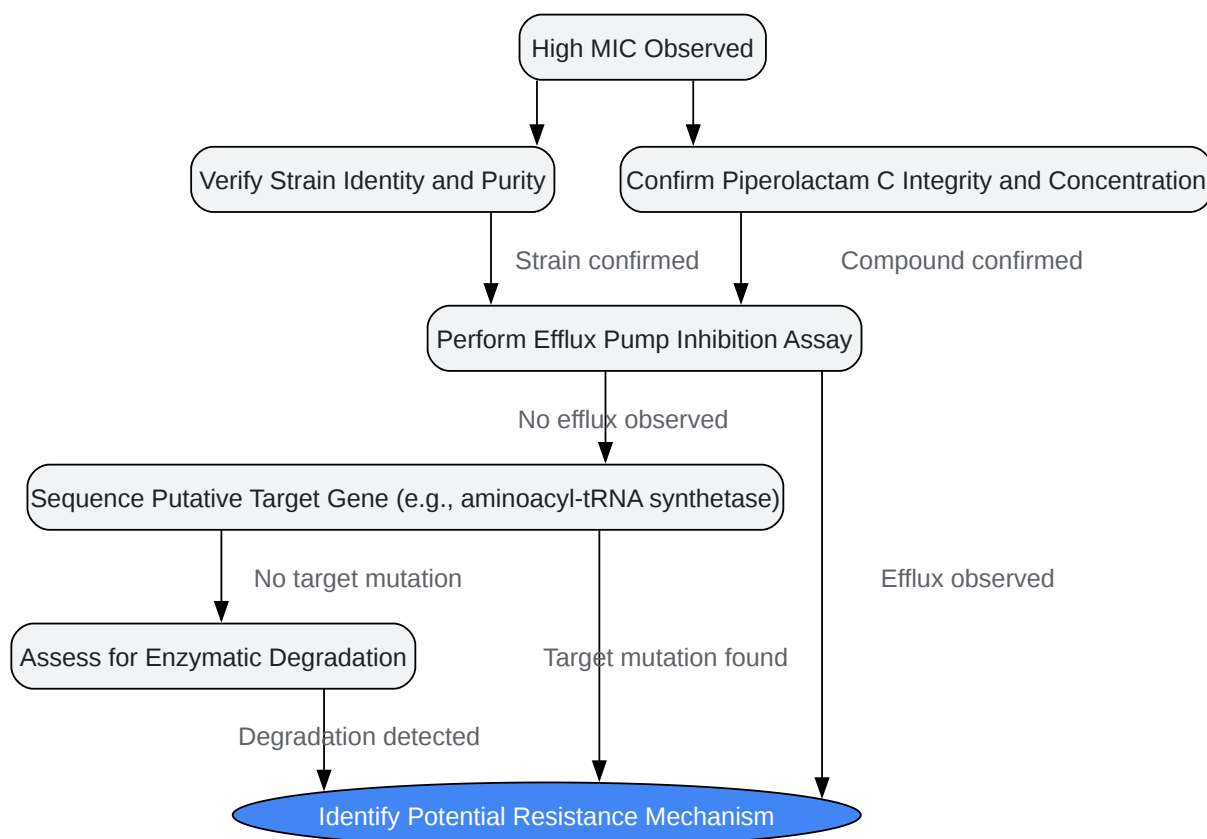 High MIC Observed
Verify Strain Identity and Purity
Confirm Piperolactam C Integrity and Concentration
Strain confirmed
Compound confirmed
Perform Efflux Pump Inhibition Assay
No efflux observed
Sequence Putative Target Gene (e.g., aminoacyl-tRNA synthetase)
No target mutation
Efflux observed
Assess for Enzymatic Degradation
Target mutation found
Degradation detected
Identify Potential Resistance Mechanism